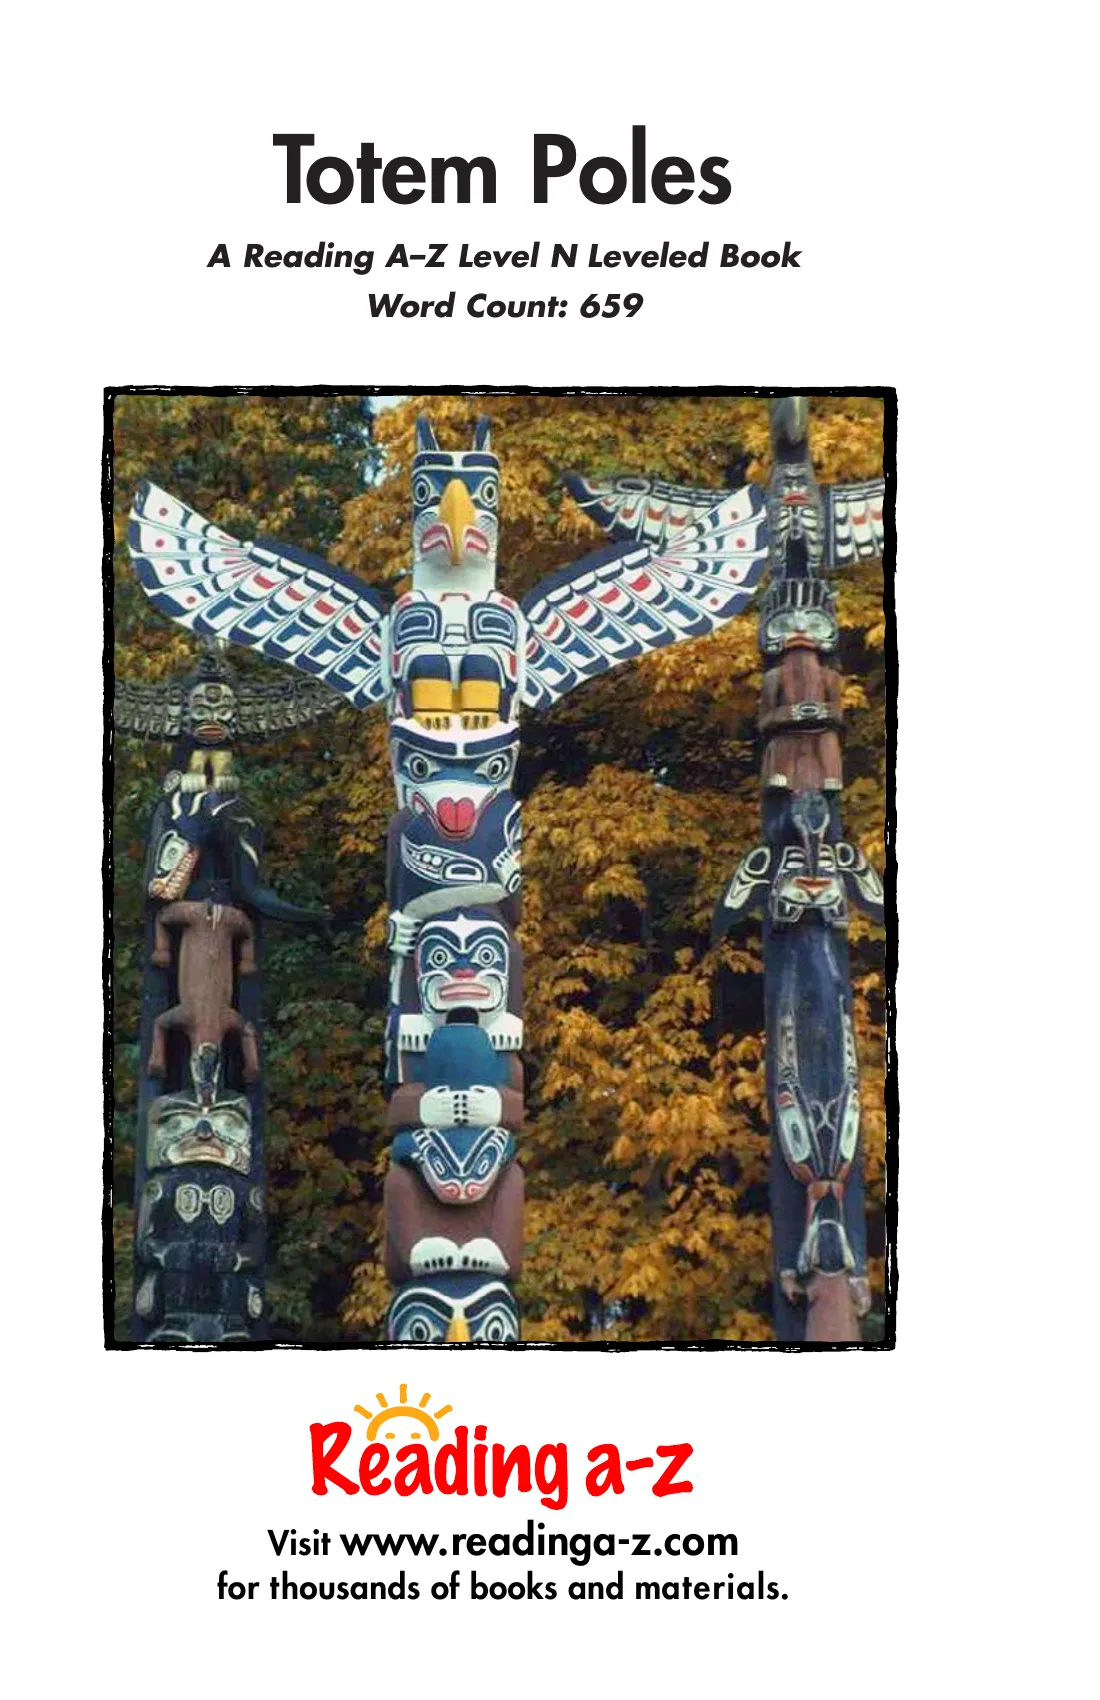 Totem Poles
A Reading A–Z Level N Leveled Book
Word Count: 659
Reading a-z
Visit www.readinga-z.com
for thousands of books and materials.